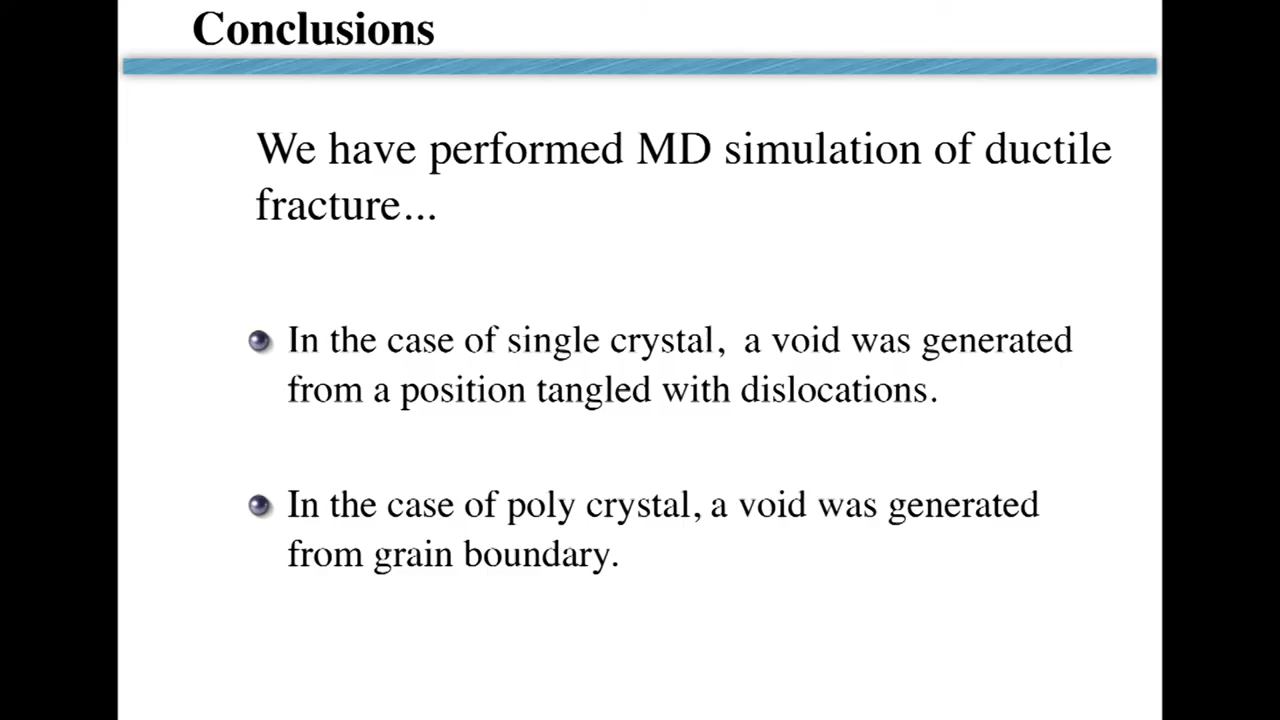 Conclusions
We have performed MD simulation of ductile
fracture...
In the case of single crystal, a void was generated
from a position tangled with dislocations.
In the case of poly crystal, a void was generated
from grain boundary.